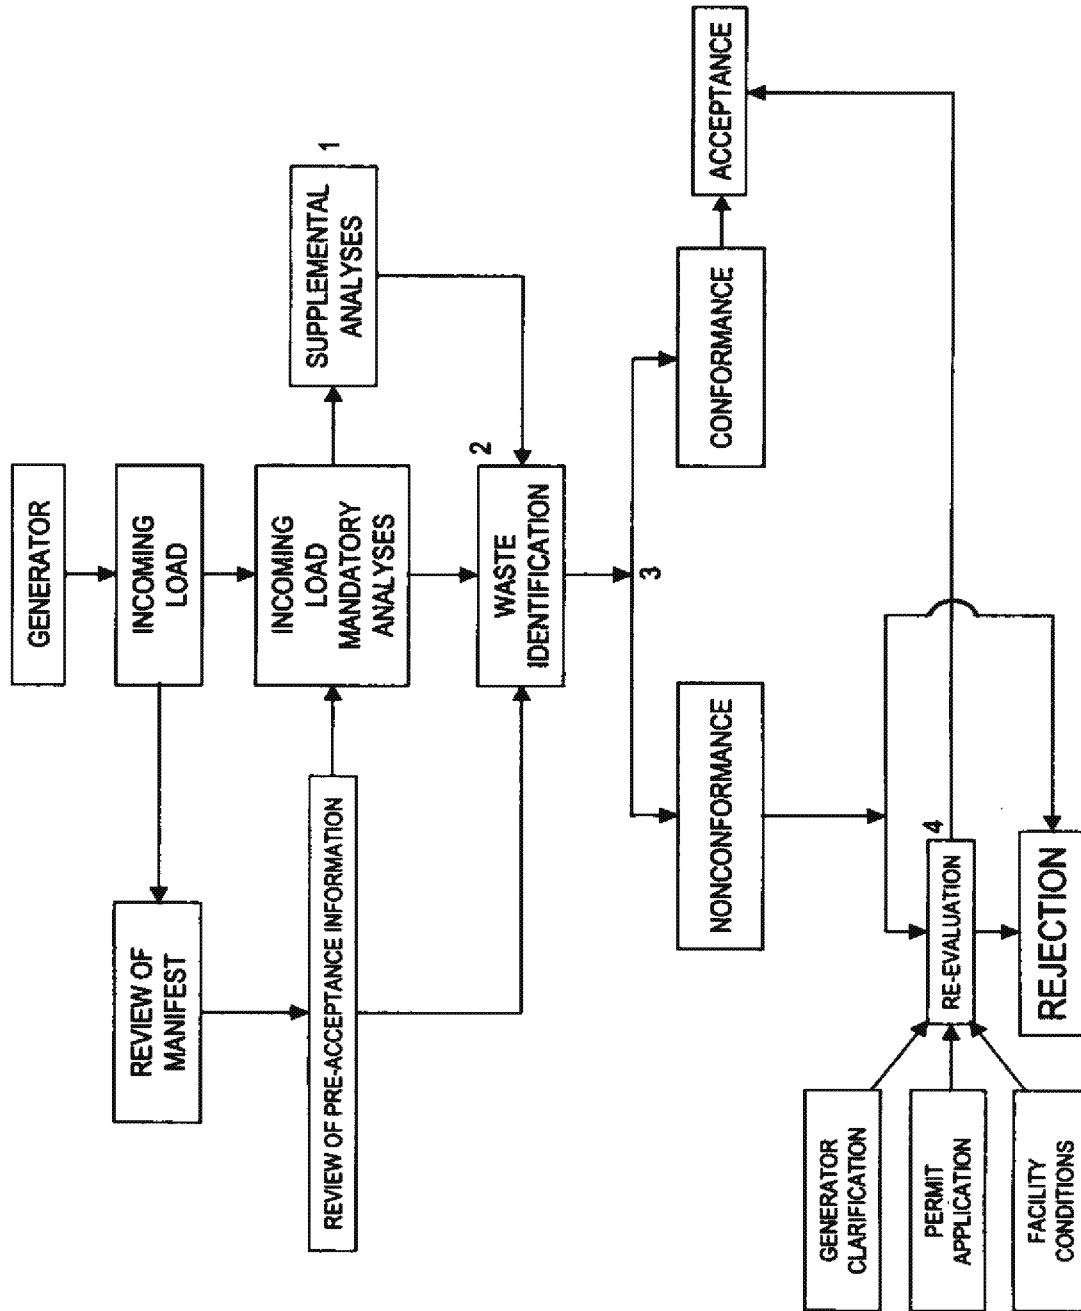 GENERATOR
INCOMING
LOAD
REVIEW OF
MANIFEST
REVIEW OF PRE-ACCEPTANCE INFORMATION
INCOMING
LOAD
MANDATORY
ANALYSES
SUPPLEMENTAL
ANALYSES
1
WASTE
IDENTIFICATION
2
3
NONCONFORMANCE
CONFORMANCE
ACCEPTANCE
GENERATOR
CLARIFICATION
PERMIT
APPLICATION
FACILITY
CONDITIONS
RE-EVALUATION
4
REJECTION